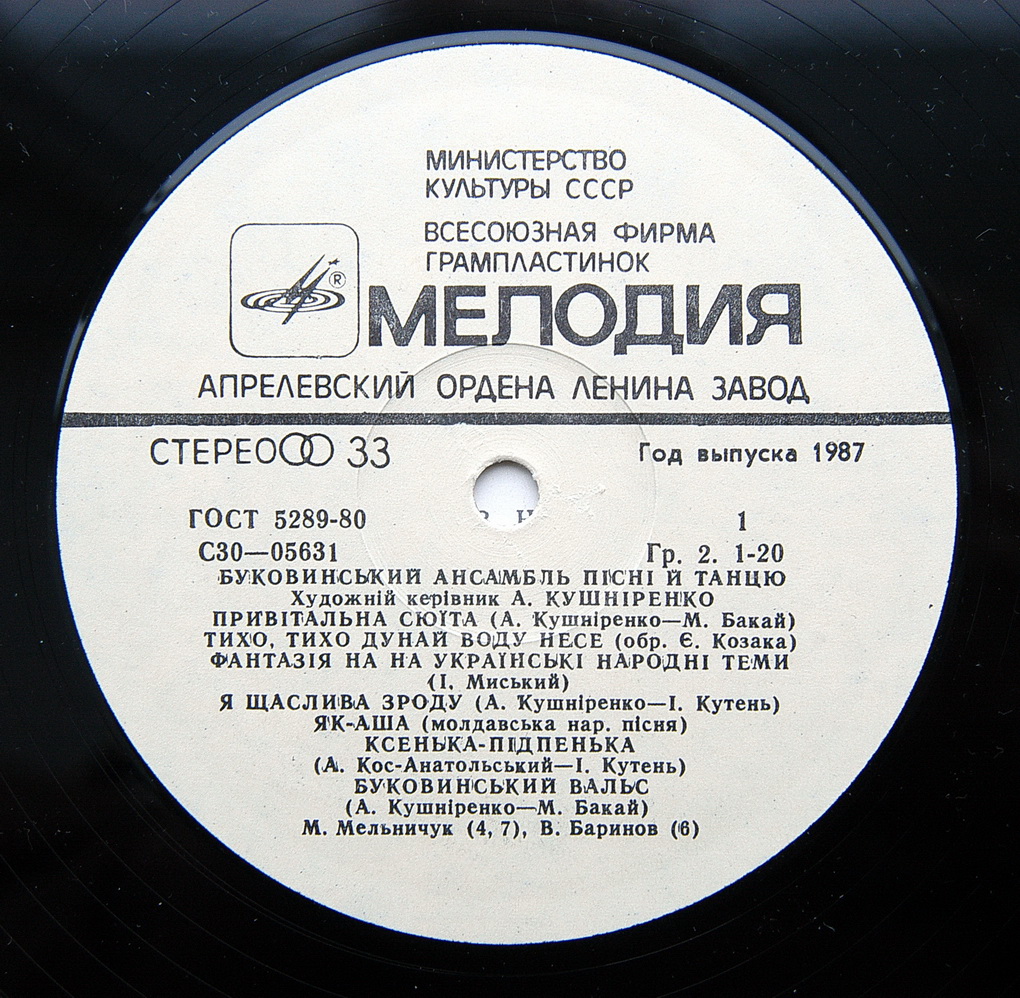 МИНИСТЕРСТВО
КУЛЬТУРЫ СССР
ВСЕСОЮЗНАЯ ФИРМА
ГРАМПЛАСТИНОК
®
МЕЛОДИЯ
АПРЕЛЕВСКИЙ ОРДЕНА ЛЕНИНА ЗАВОД
СТЕРЕО 33
Год выпуска 1987
ГОСТ 5289-80
1
С30—05631
Гр. 2. 1-20
БУКОВИНСЬКИЙ АНСАМБЛЬ ПІСНІ Й ТАНЦЮ
Художній керівник А. КУШНІРЕНКО
ПРИВІТАЛЬНА СЮЇТА (А. Кушніренко—М. Бакай)
ТИХО, ТИХО ДУНАЙ ВОДУ НЕСЕ (обр. Є. Козака)
ФАНТАЗІЯ НА НА УКРАЇНСЬКІ НАРОДНІ ТЕМИ
(І. Миський)
Я ЩАСЛИВА ЗРОДУ (А. Кушніренко—І. Кутень)
ЯК-АША (молдавська нар. пісня)
КСЕНЬКА-ПІДПЕНЬКА
(А. Кос-Анатольський—І. Кутень)
БУКОВИНСЬКИЙ ВАЛЬС
(А. Кушніренко—М. Бакай)
М. Мельничук (4, 7), В. Баринов (6)